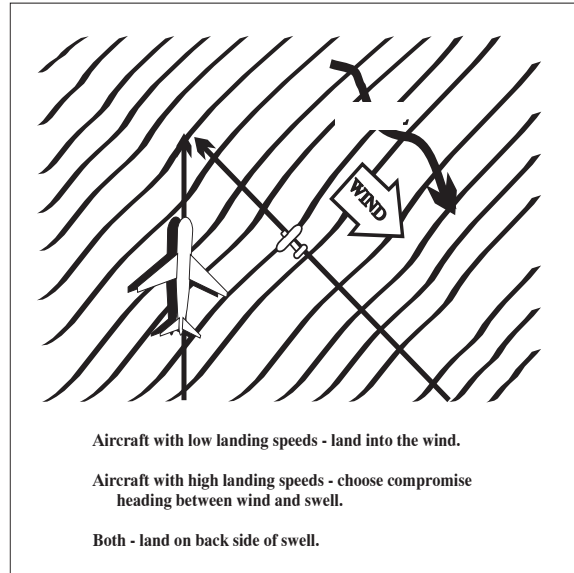 WIND
Aircraft with low landing speeds - land into the wind.
Aircraft with high landing speeds - choose compromise
heading between wind and swell.
Both - land on back side of swell.